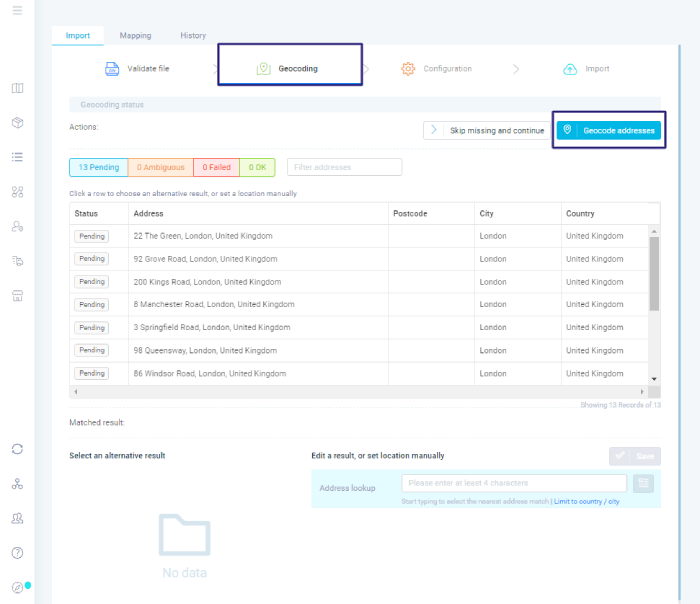 Import Mapping History
Validate file Geocoding Configuration Import
Geocoding status
Actions:
Skip missing and continue Geocode addresses
13 Pending 0 Ambiguous 0 Failed 0 OK Filter addresses
Click a row to choose an alternative result, or set a location manually
Status Address Postcode City Country
Pending 22 The Green, London, United Kingdom London United Kingdom
Pending 92 Grove Road, London, United Kingdom London United Kingdom
Pending 200 Kings Road, London, United Kingdom London United Kingdom
Pending 8 Manchester Road, London, United Kingdom London United Kingdom
Pending 3 Springfield Road, London, United Kingdom London United Kingdom
Pending 98 Queensway, London, United Kingdom London United Kingdom
Pending 86 Windsor Road, London, United Kingdom London United Kingdom
Showing 13 Records of 13
Matched result:
Select an alternative result Edit a result, or set location manually Save
Address lookup Please enter at least 4 characters
Start typing to select the nearest address match | Limit to country / city
No data